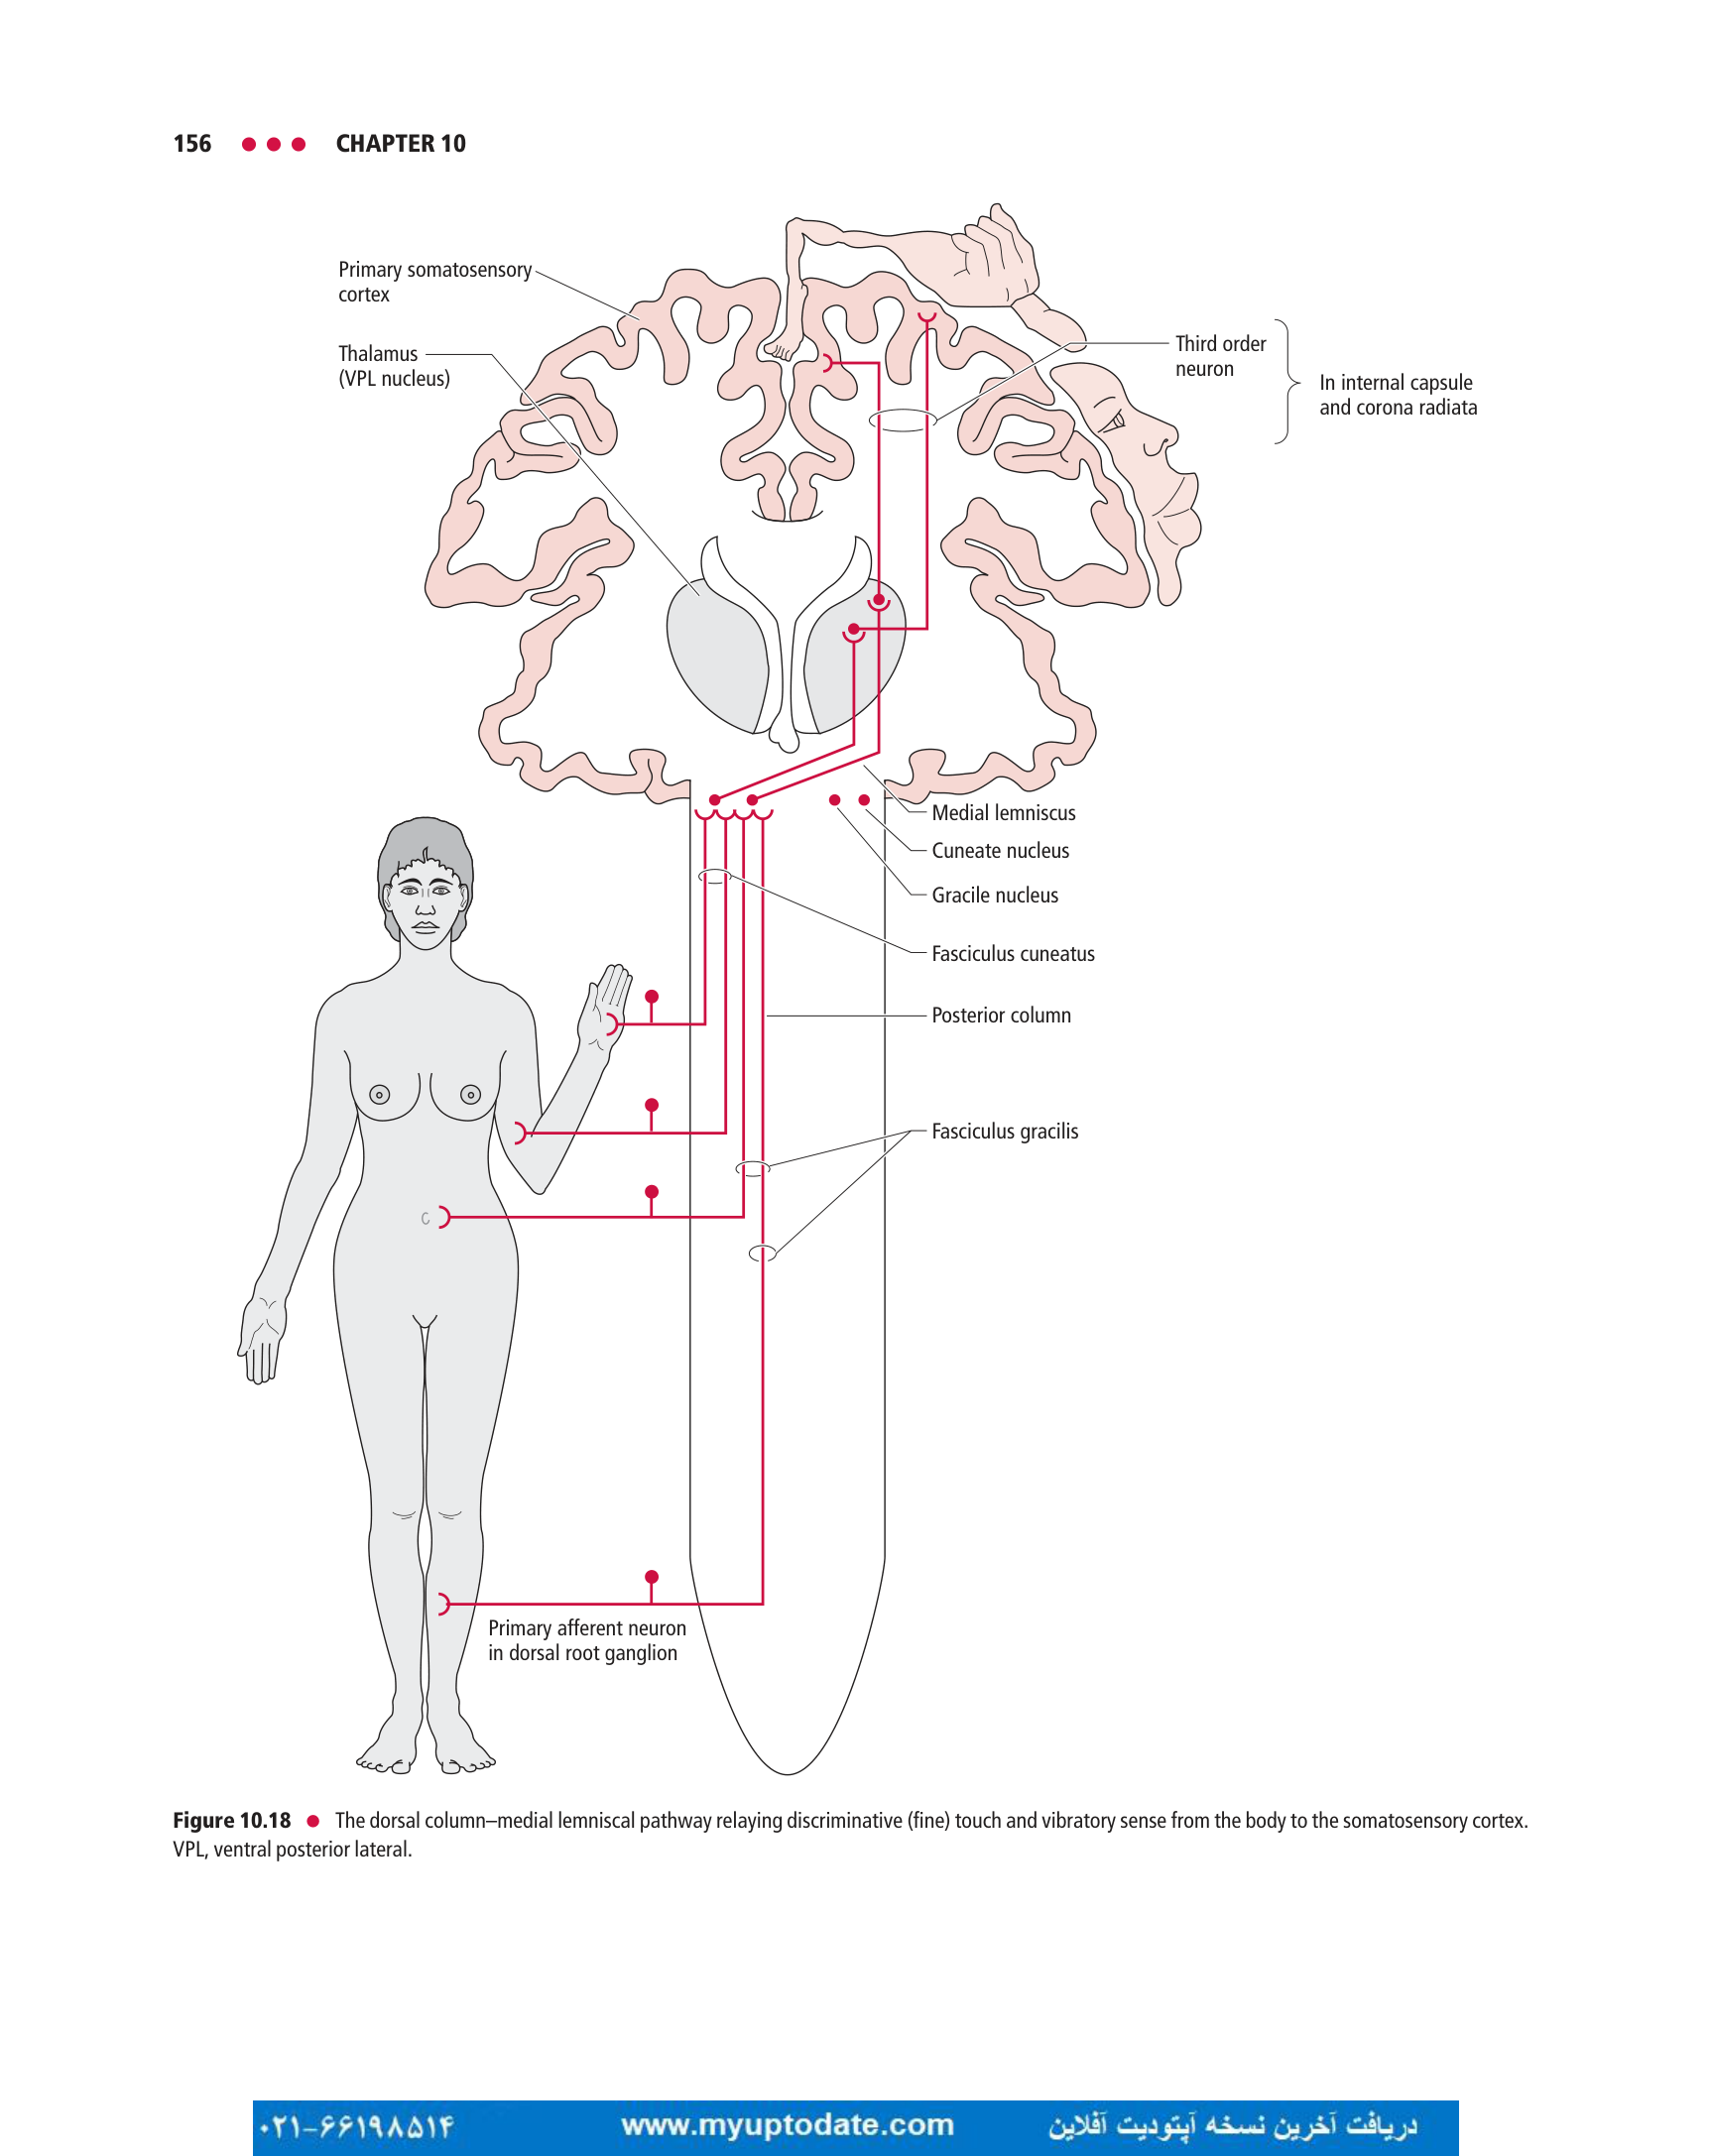 156 ● ● ● CHAPTER 10
Primary somatosensory
cortex
Thalamus
(VPL nucleus)
Third order
neuron
In internal capsule
and corona radiata
Medial lemniscus
Cuneate nucleus
Gracile nucleus
Fasciculus cuneatus
Posterior column
Fasciculus gracilis
Primary afferent neuron
in dorsal root ganglion
Figure 10.18 ● The dorsal column–medial lemniscal pathway relaying discriminative (fine) touch and vibratory sense from the body to the somatosensory cortex.
VPL, ventral posterior lateral.
۰۲۱-۶۶۱۹۸۵۱۴ www.myuptodate.com دریافت آخرین نسخه آپتودیت آفلاین